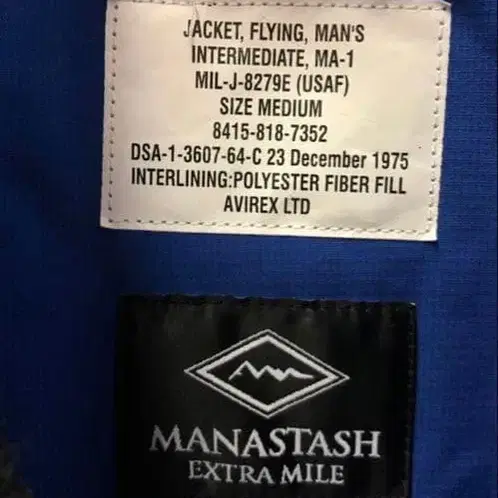 JACKET, FLYING, MAN'S
INTERMEDIATE, MA-1
MIL-J-8279E (USAF)
SIZE MEDIUM
8415-818-7352
DSA-1-3607-64-C 23 December 1975
INTERLINING:POLYESTER FIBER FILL
AVIREX LTD
MANASTASH
EXTRA MILE